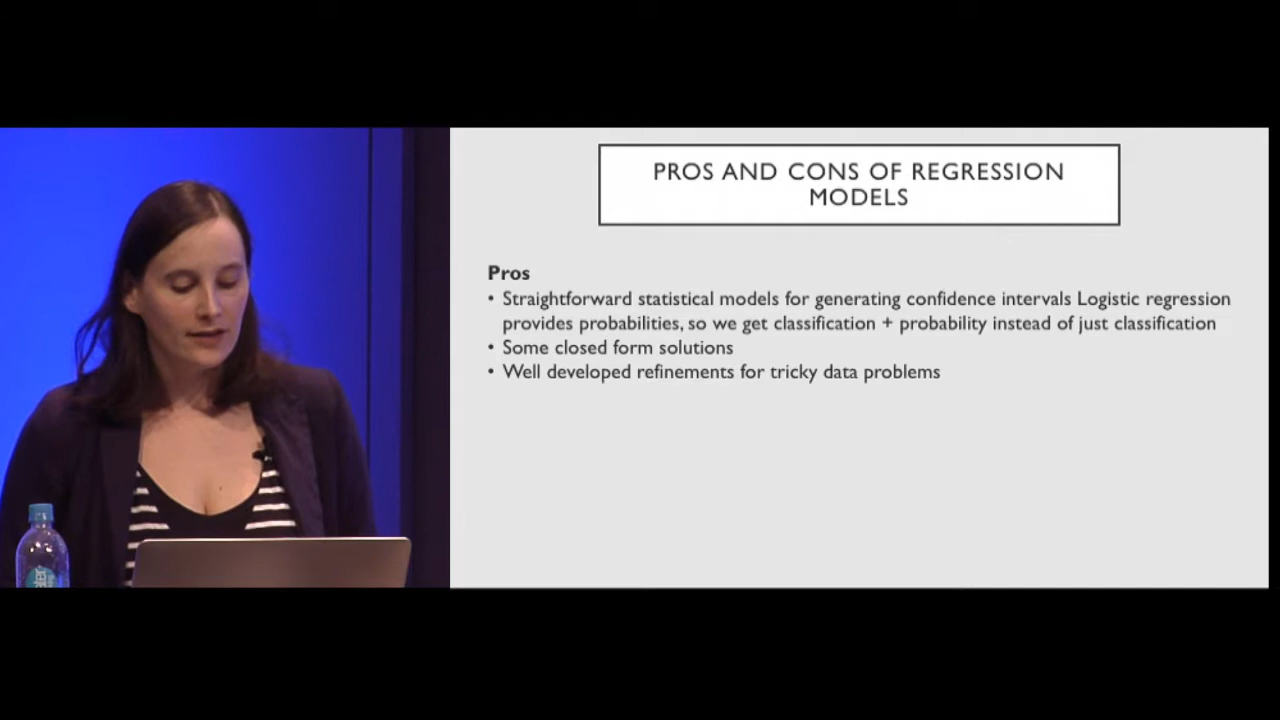 PROS AND CONS OF REGRESSION
MODELS
Pros
• Straightforward statistical models for generating confidence intervals Logistic regression
provides probabilities, so we get classification + probability instead of just classification
• Some closed form solutions
• Well developed refinements for tricky data problems